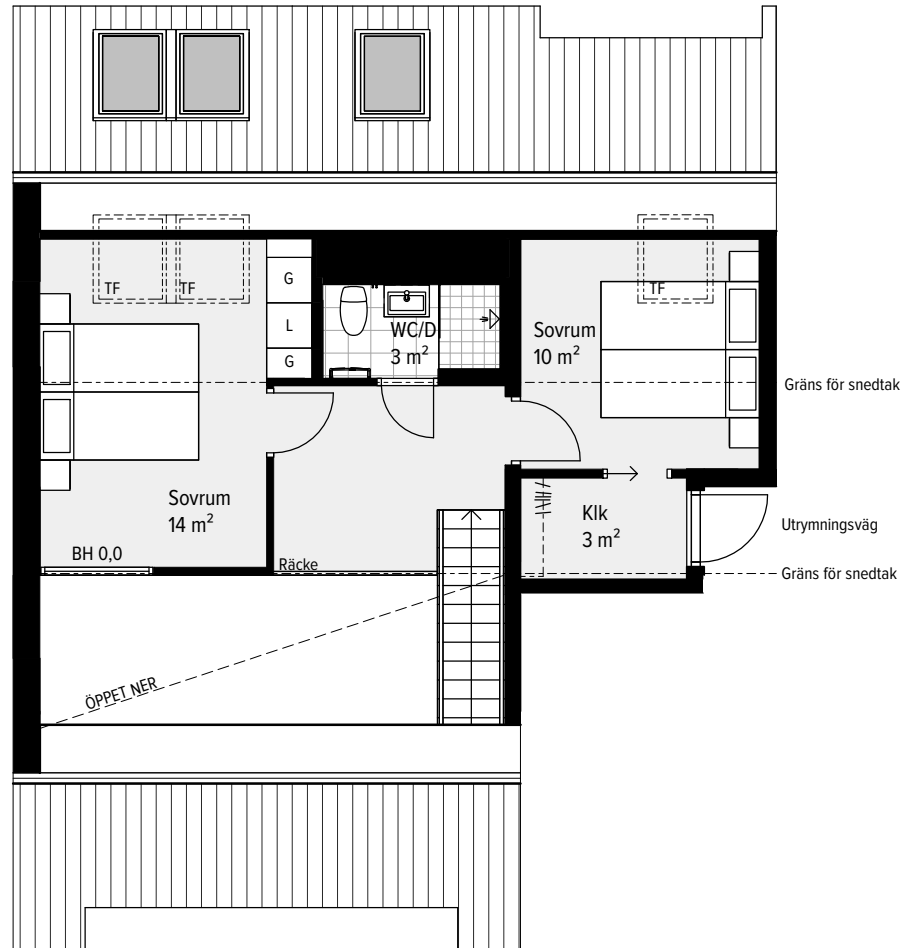 TF
TF
TF
G
L
G
WC/D
3 m²
Sovrum
10 m²
Gräns för snedtak
Sovrum
14 m²
Klk
3 m²
Utrymningsväg
BH 0,0
Räcke
Gräns för snedtak
ÖPPET NER